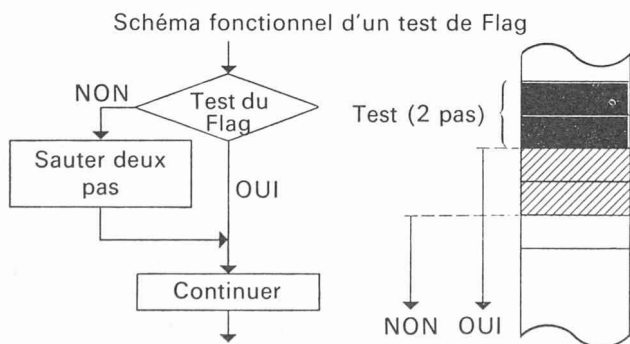 Schéma fonctionnel d'un test de Flag
NON
Test du
Flag
Sauter deux
pas
OUI
Continuer
Test (2 pas)
NON OUI